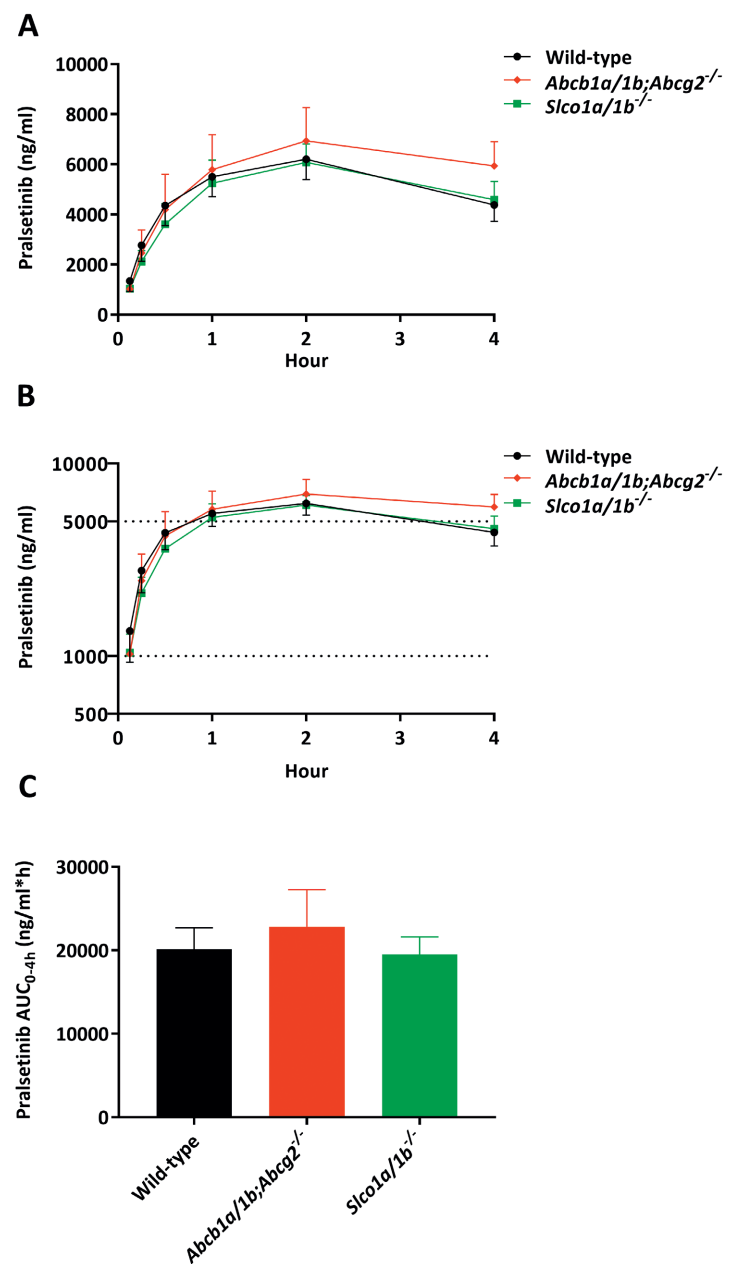 A
Pralsetinib (ng/ml)
10000
8000
6000
4000
2000
0
0 1 2 3 4
Hour
Wild-type
Abcb1a/1b;Abcg2-/-
Slco1a/1b-/-
B
Pralsetinib (ng/ml)
10000
5000
1000
500
0 1 2 3 4
Hour
Wild-type
Abcb1a/1b;Abcg2-/-
Slco1a/1b-/-
C
Pralsetinib AUC0-4h (ng/ml*h)
30000
20000
10000
0
Wild-type
Abcb1a/1b;Abcg2-/-
Slco1a/1b-/-